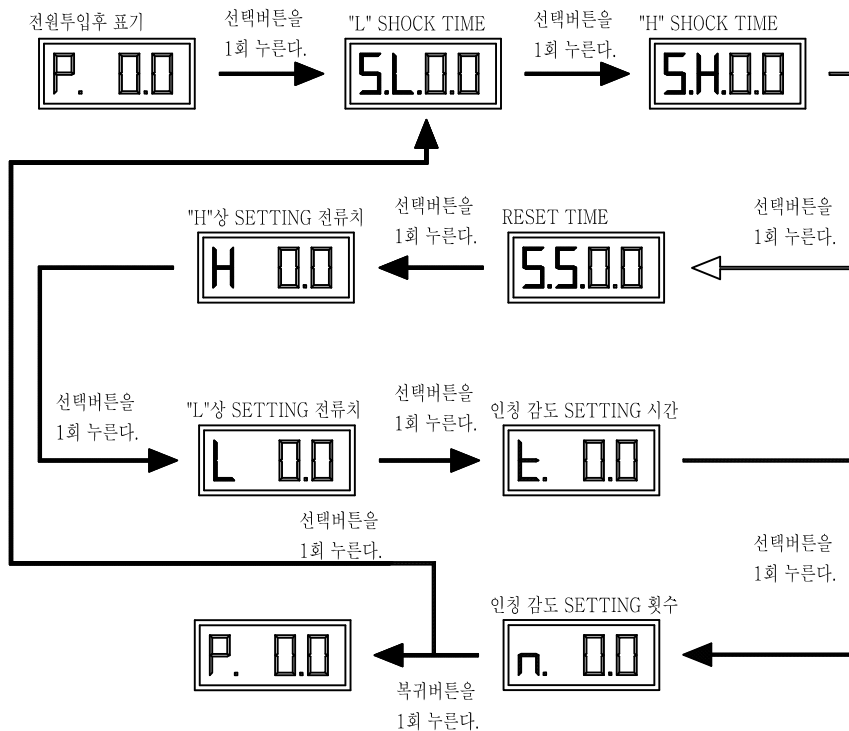 전원투입후 표기
선택버튼을
1회 누른다.
"L" SHOCK TIME
선택버튼을
1회 누른다.
"H" SHOCK TIME
P. 0.0
S.L.0.0
S.H.0.0
"H"상 SETTING 전류치
선택버튼을
1회 누른다.
RESET TIME
선택버튼을
1회 누른다.
H 0.0
S.S.0.0
선택버튼을
1회 누른다.
"L"상 SETTING 전류치
선택버튼을
1회 누른다.
인칭 감도 SETTING 시간
L 0.0
t. 0.0
선택버튼을
1회 누른다.
선택버튼을
1회 누른다.
인칭 감도 SETTING 횟수
P. 0.0
n. 0.0
복귀버튼을
1회 누른다.